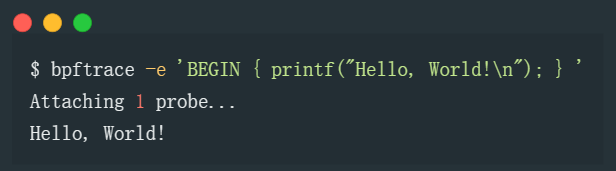 $ bpftrace -e 'BEGIN { printf("Hello, World!\n"); } '
Attaching 1 probe...
Hello, World!